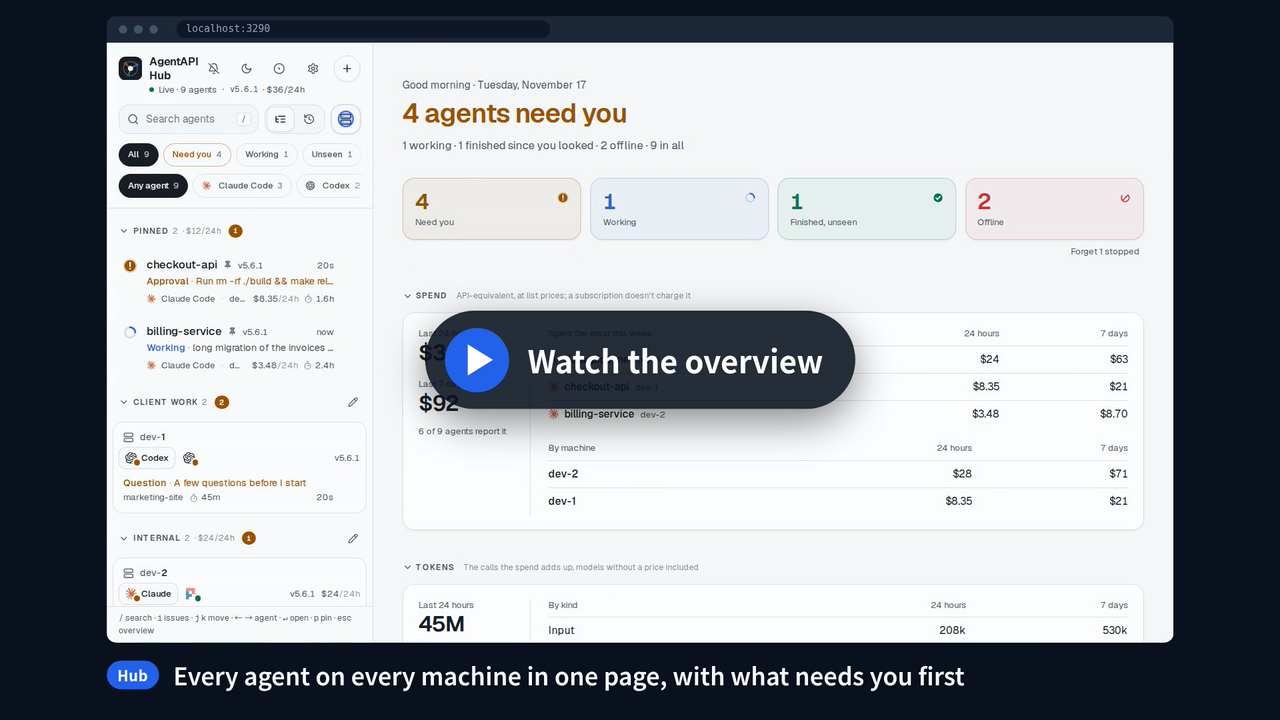 localhost:3290
AgentAPI Hub
Live · 9 agents · v5.6.1 · $36/24h
Search agents /
All 9 Need you 4 Working 1 Unseen 1
Any agent 9 Claude Code 3 Codex 2
PINNED 2 · $12/24h 1
checkout-api v5.6.1 20s
Approval · Run rm -rf ./build && make rel…
Claude Code · de… $8.35/24h 1.6h
billing-service v5.6.1 now
Working · long migration of the invoices …
Claude Code · d… $3.48/24h 2.4h
CLIENT WORK 2 2
dev-1
Codex v5.6.1
Question · A few questions before I start
marketing-site 45m 20s
INTERNAL 2 · $24/24h 1
dev-2
Claude v5.6.1 $24/24h
/ search · i issues · j k move · ← → agent · ↵ open · p pin · esc
overview
Good morning · Tuesday, November 17
4 agents need you
1 working · 1 finished since you looked · 2 offline · 9 in all
4 Need you
1 Working
1 Finished, unseen
2 Offline
Forget 1 stopped
SPEND API-equivalent, at list prices; a subscription doesn't charge it
Spent the most this week 24 hours 7 days
$24 $63
checkout-api dev-1 $8.35 $21
$92
billing-service dev-2 $3.48 $8.70
6 of 9 agents report it
By machine 24 hours 7 days
dev-2 $28 $71
dev-1 $8.35 $21
Watch the overview
TOKENS The calls the spend adds up, models without a price included
Last 24 hours By kind 24 hours 7 days
45M Input 208k 530k
Hub Every agent on every machine in one page, with what needs you first